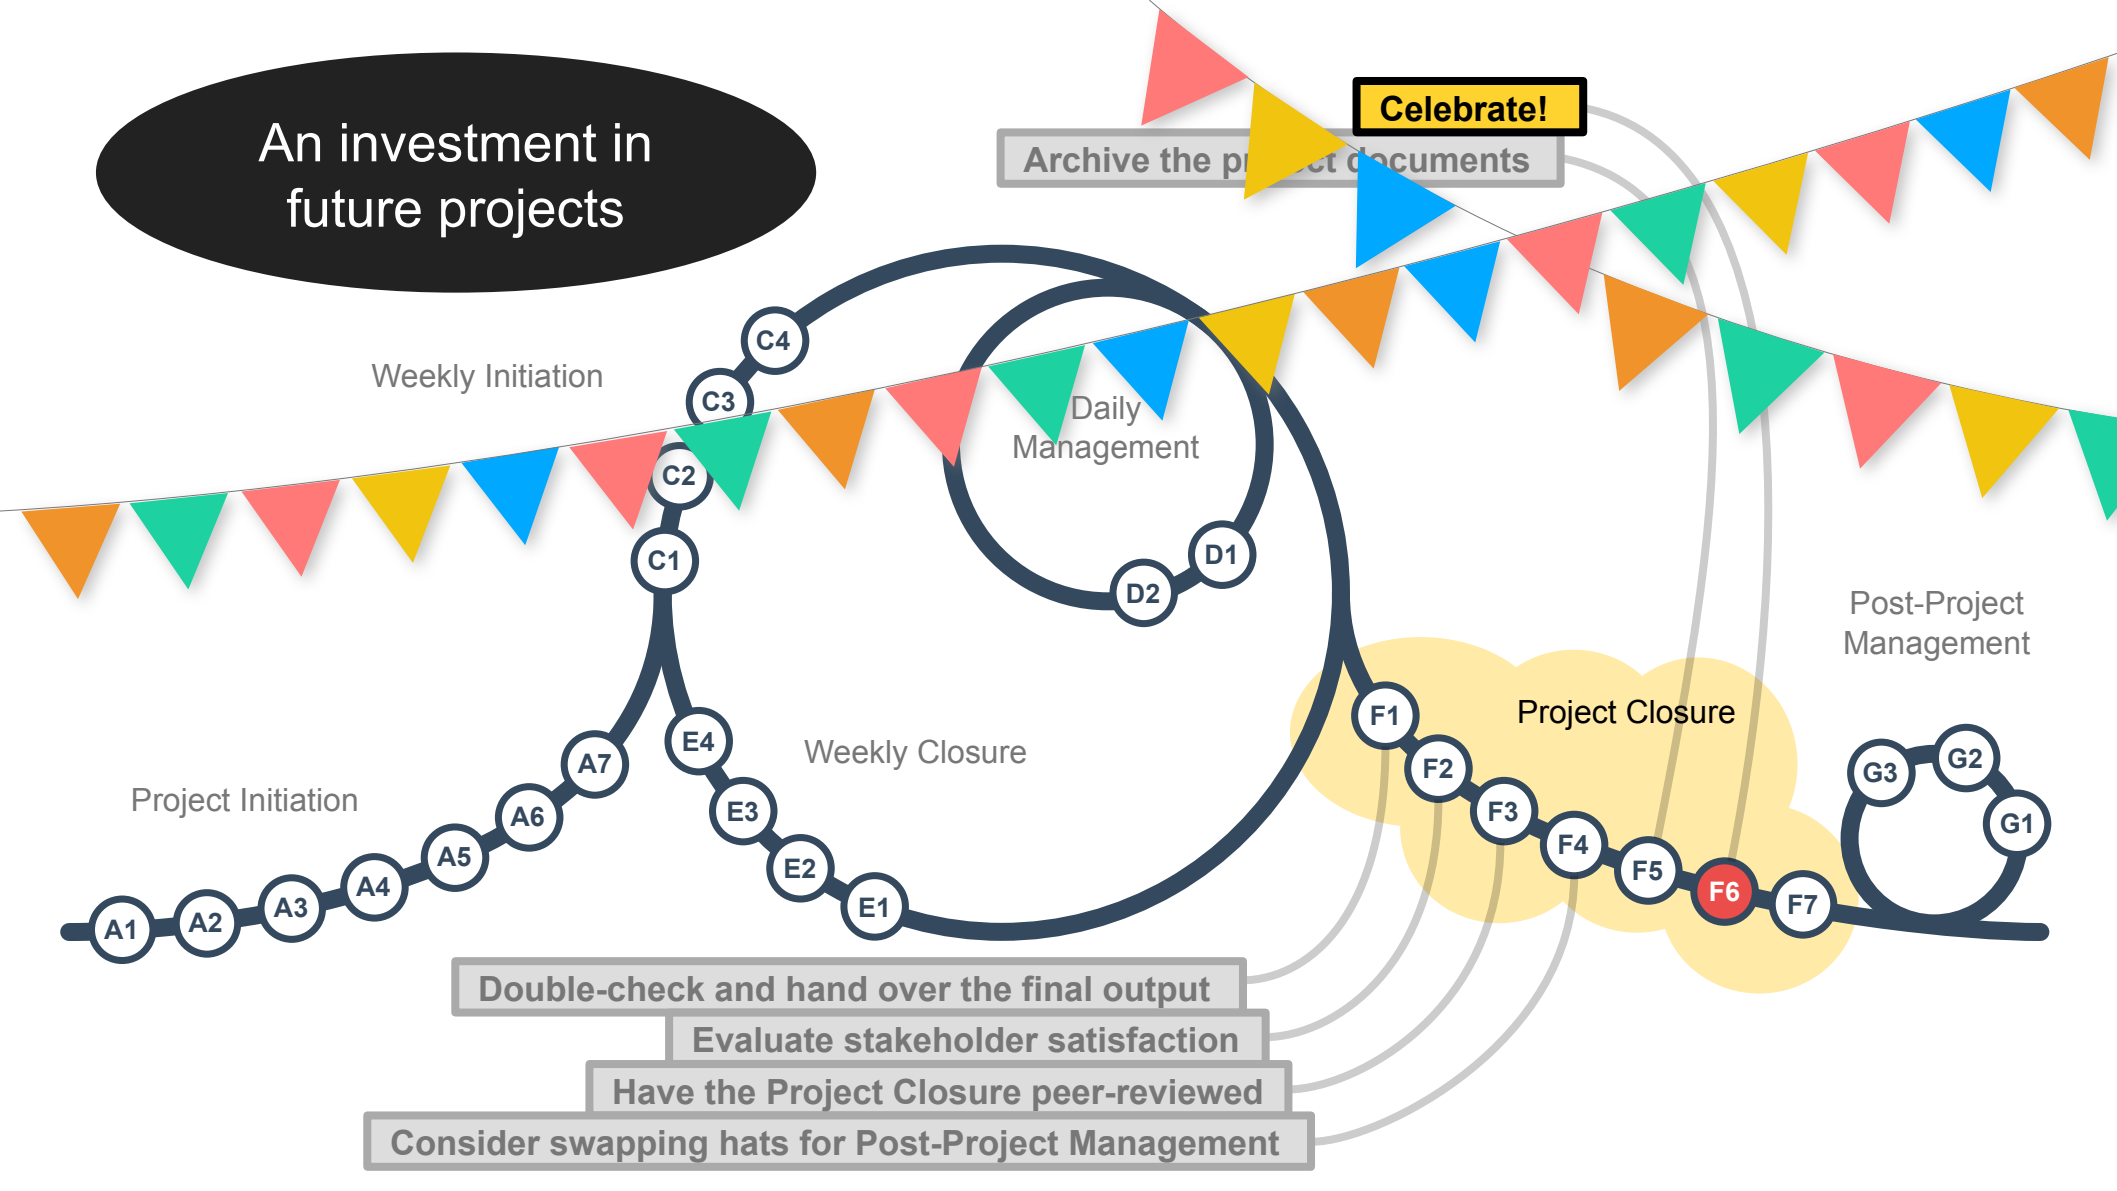 An investment in
future projects
Celebrate!
Archive the documents
Weekly Initiation
C4
C3
C2
C1
Daily
Management
D1
D2
Post-Project
Management
Project Closure
Weekly Closure
Project Initiation
A1
A2
A3
A4
A5
A6
A7
E4
E3
E2
E1
F1
F2
F3
F4
F5
F6
F7
G3
G2
G1
Double-check and hand over the final output
Evaluate stakeholder satisfaction
Have the Project Closure peer-reviewed
Consider swapping hats for Post-Project Management